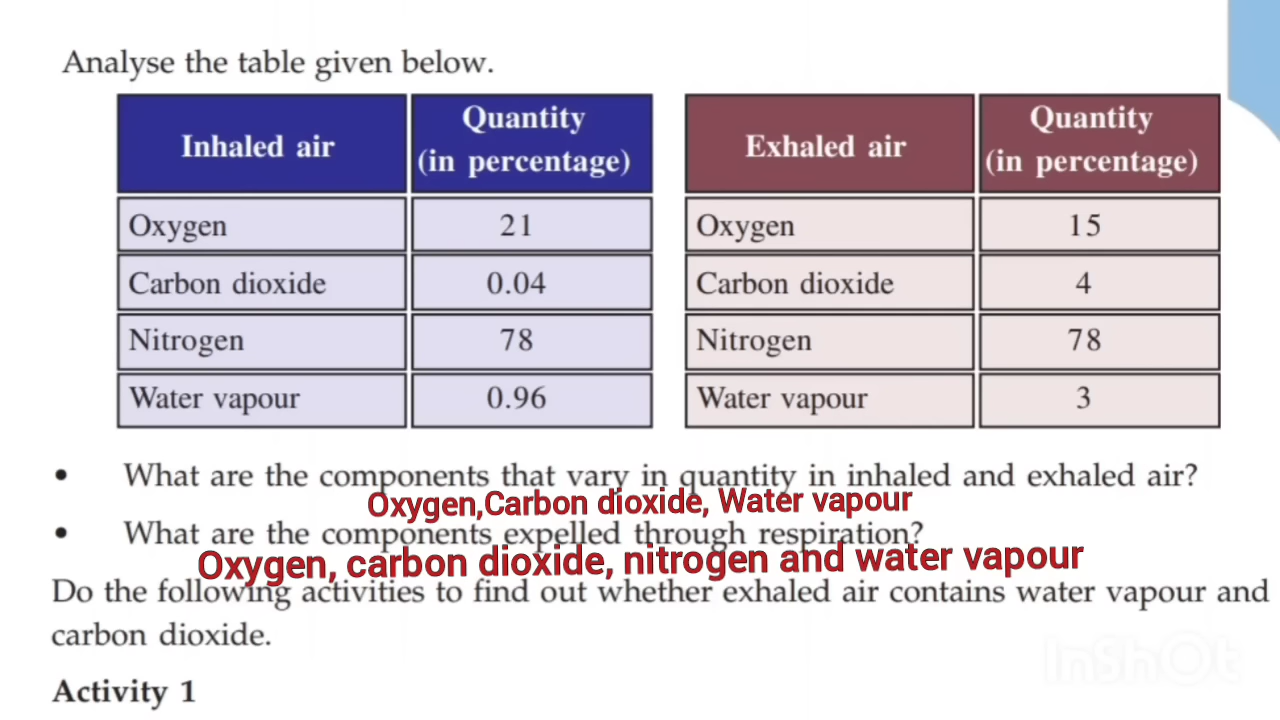 Analyse the table given below.
Inhaled air Quantity (in percentage)
Oxygen 21
Carbon dioxide 0.04
Nitrogen 78
Water vapour 0.96
Exhaled air Quantity (in percentage)
Oxygen 15
Carbon dioxide 4
Nitrogen 78
Water vapour 3
• What are the components that vary in quantity in inhaled and exhaled air?
Oxygen,Carbon dioxide, Water vapour
• What are the components expelled through respiration?
Oxygen, carbon dioxide, nitrogen and water vapour
Do the following activities to find out whether exhaled air contains water vapour and
carbon dioxide.
InShOt
Activity 1